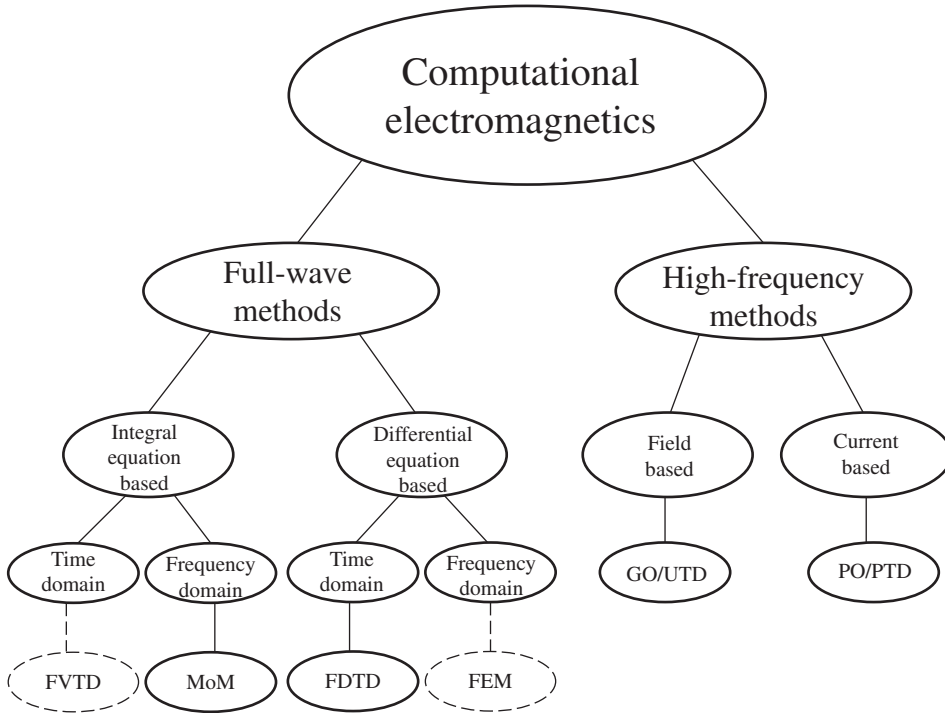 Computational
electromagnetics
Full-wave
methods
High-frequency
methods
Integral
equation
based
Differential
equation
based
Field
based
Current
based
Time
domain
Frequency
domain
Time
domain
Frequency
domain
GO/UTD
PO/PTD
FVTD
MoM
FDTD
FEM